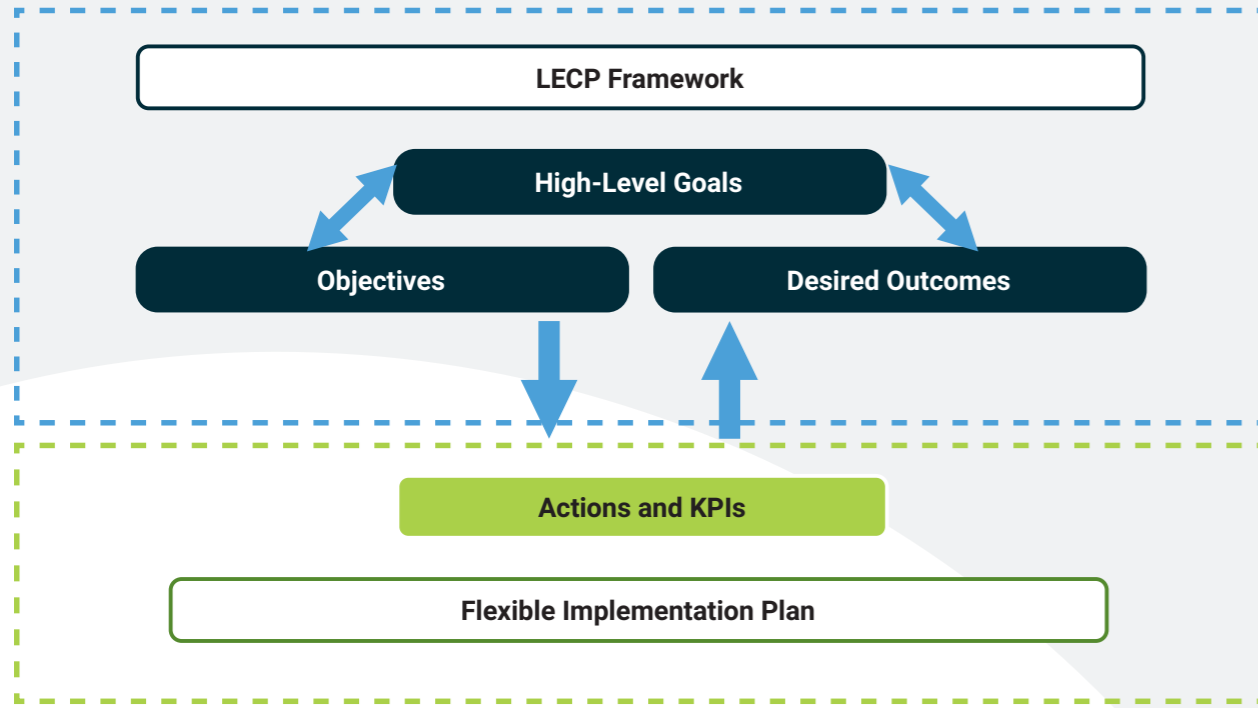 LECP Framework
High-Level Goals
Objectives
Desired Outcomes
Actions and KPIs
Flexible Implementation Plan